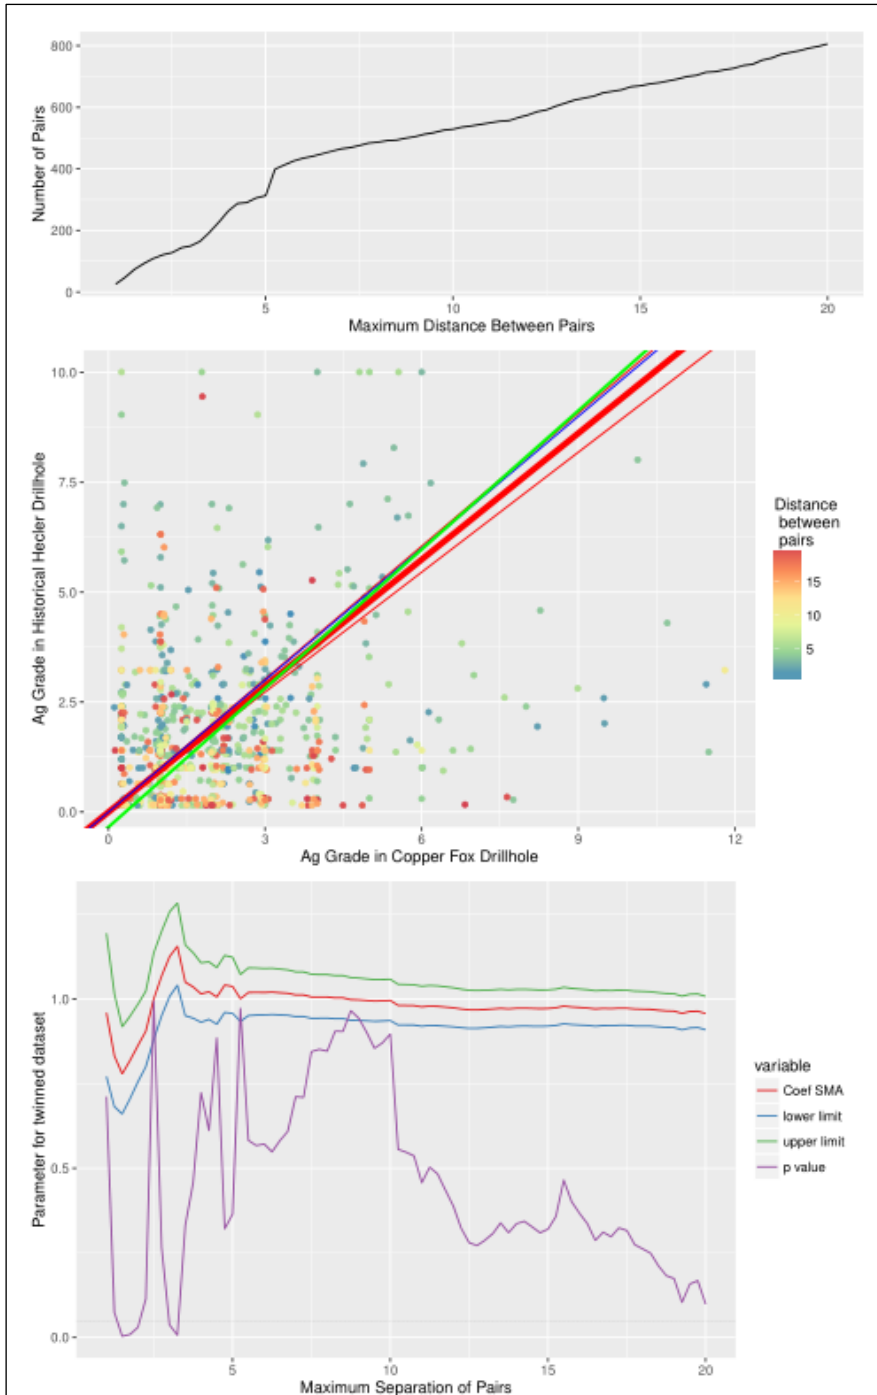 800
600
400
200
0
Number of Pairs
5
10
15
20
Maximum Distance Between Pairs
10.0
7.5
5.0
2.5
0.0
Ag Grade in Historical Hecler Drillhole
0
3
6
9
12
Ag Grade in Copper Fox Drillhole
Distance
between
pairs
15
10
5
1.0
0.5
0.0
Parameter for twinned dataset
5
10
15
20
Maximum Separation of Pairs
variable
Coef SMA
lower limit
upper limit
p value